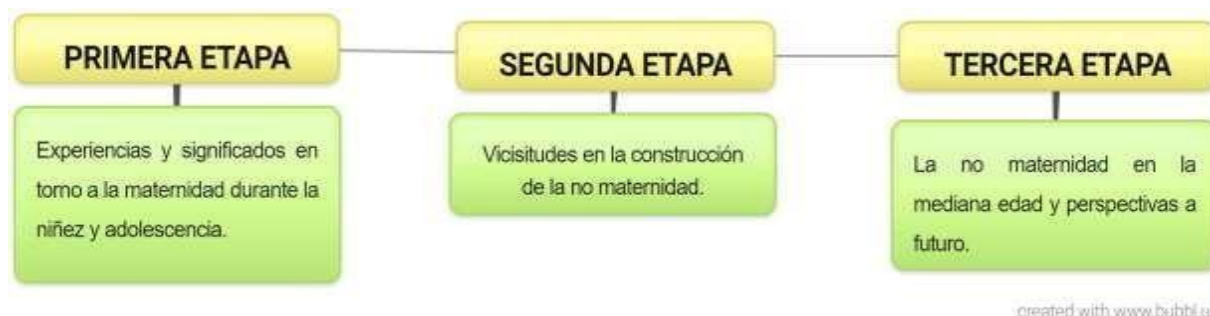 PRIMERA ETAPA
Experiencias y significados en
torno a la maternidad durante la
niñez y adolescencia.
SEGUNDA ETAPA
Vicisitudes en la construcción
de la no maternidad.
TERCERA ETAPA
La no maternidad en la
mediana edad y perspectivas a
futuro.
created with www.bubbl.u